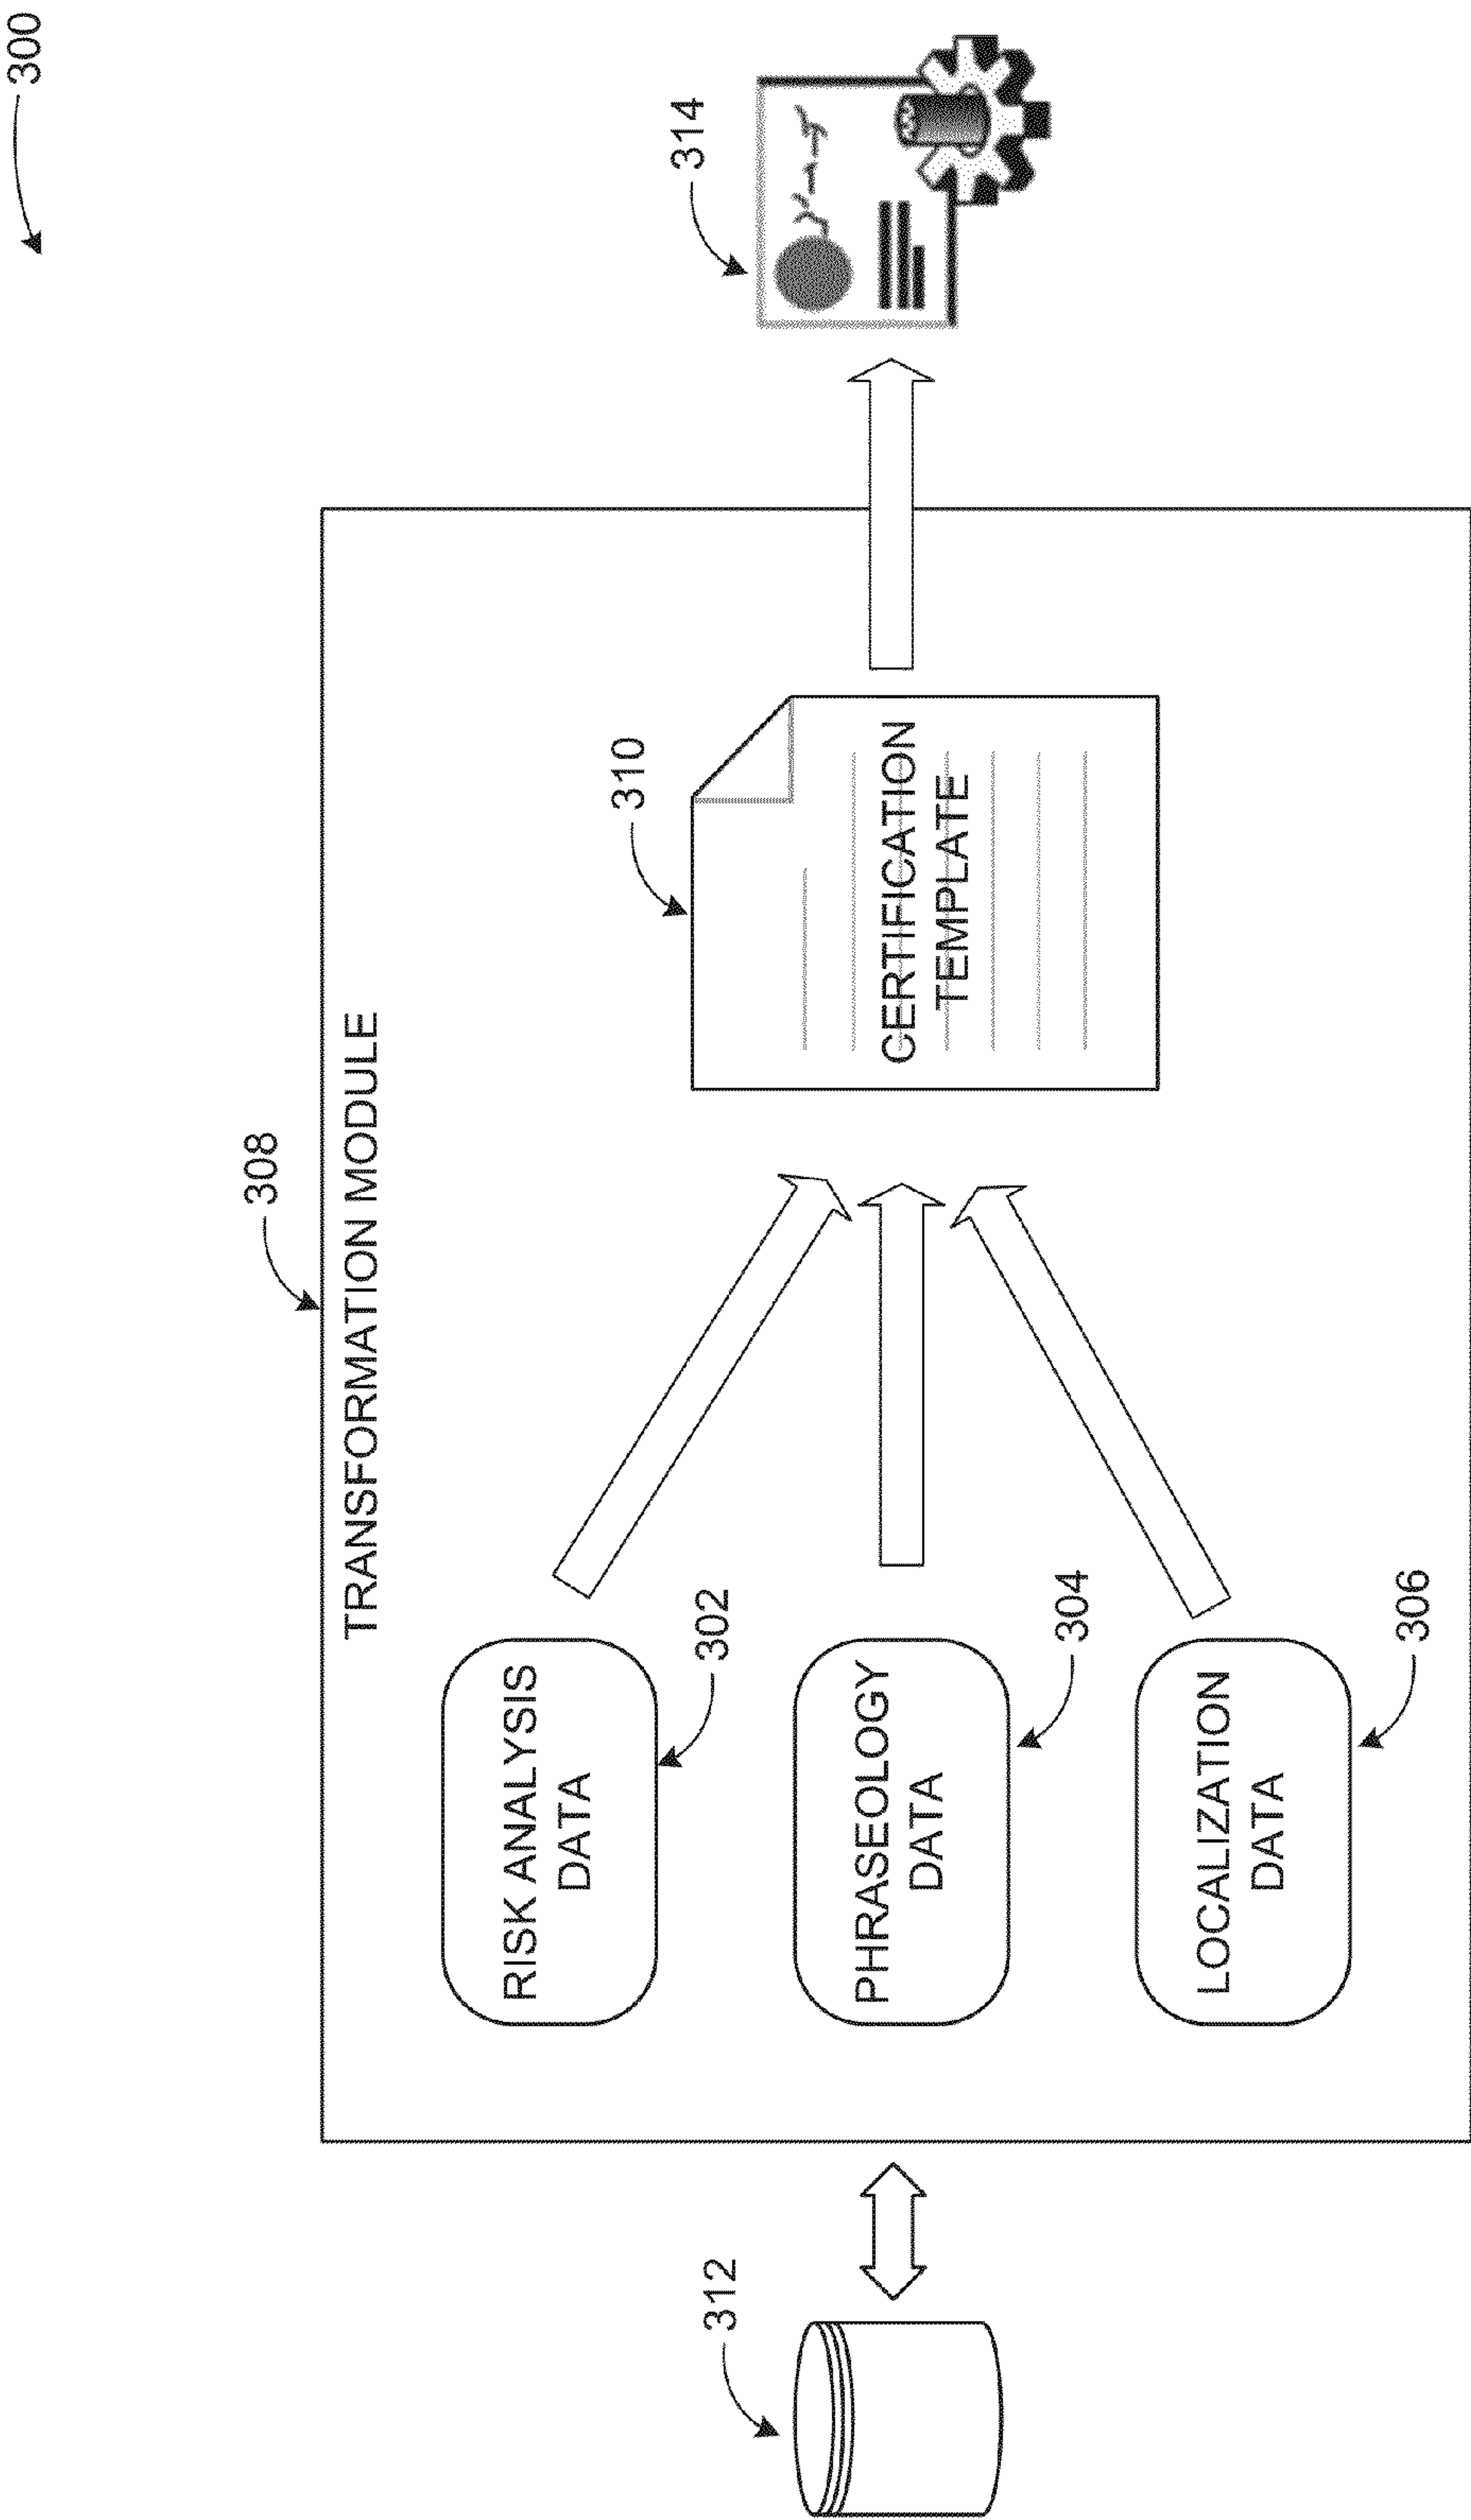 300
308
TRANSFORMATION MODULE
312
RISK ANALYSIS
DATA
302
PHRASEOLOGY
DATA
304
LOCALIZATION
DATA
306
310
CERTIFICATION
TEMPLATE
314